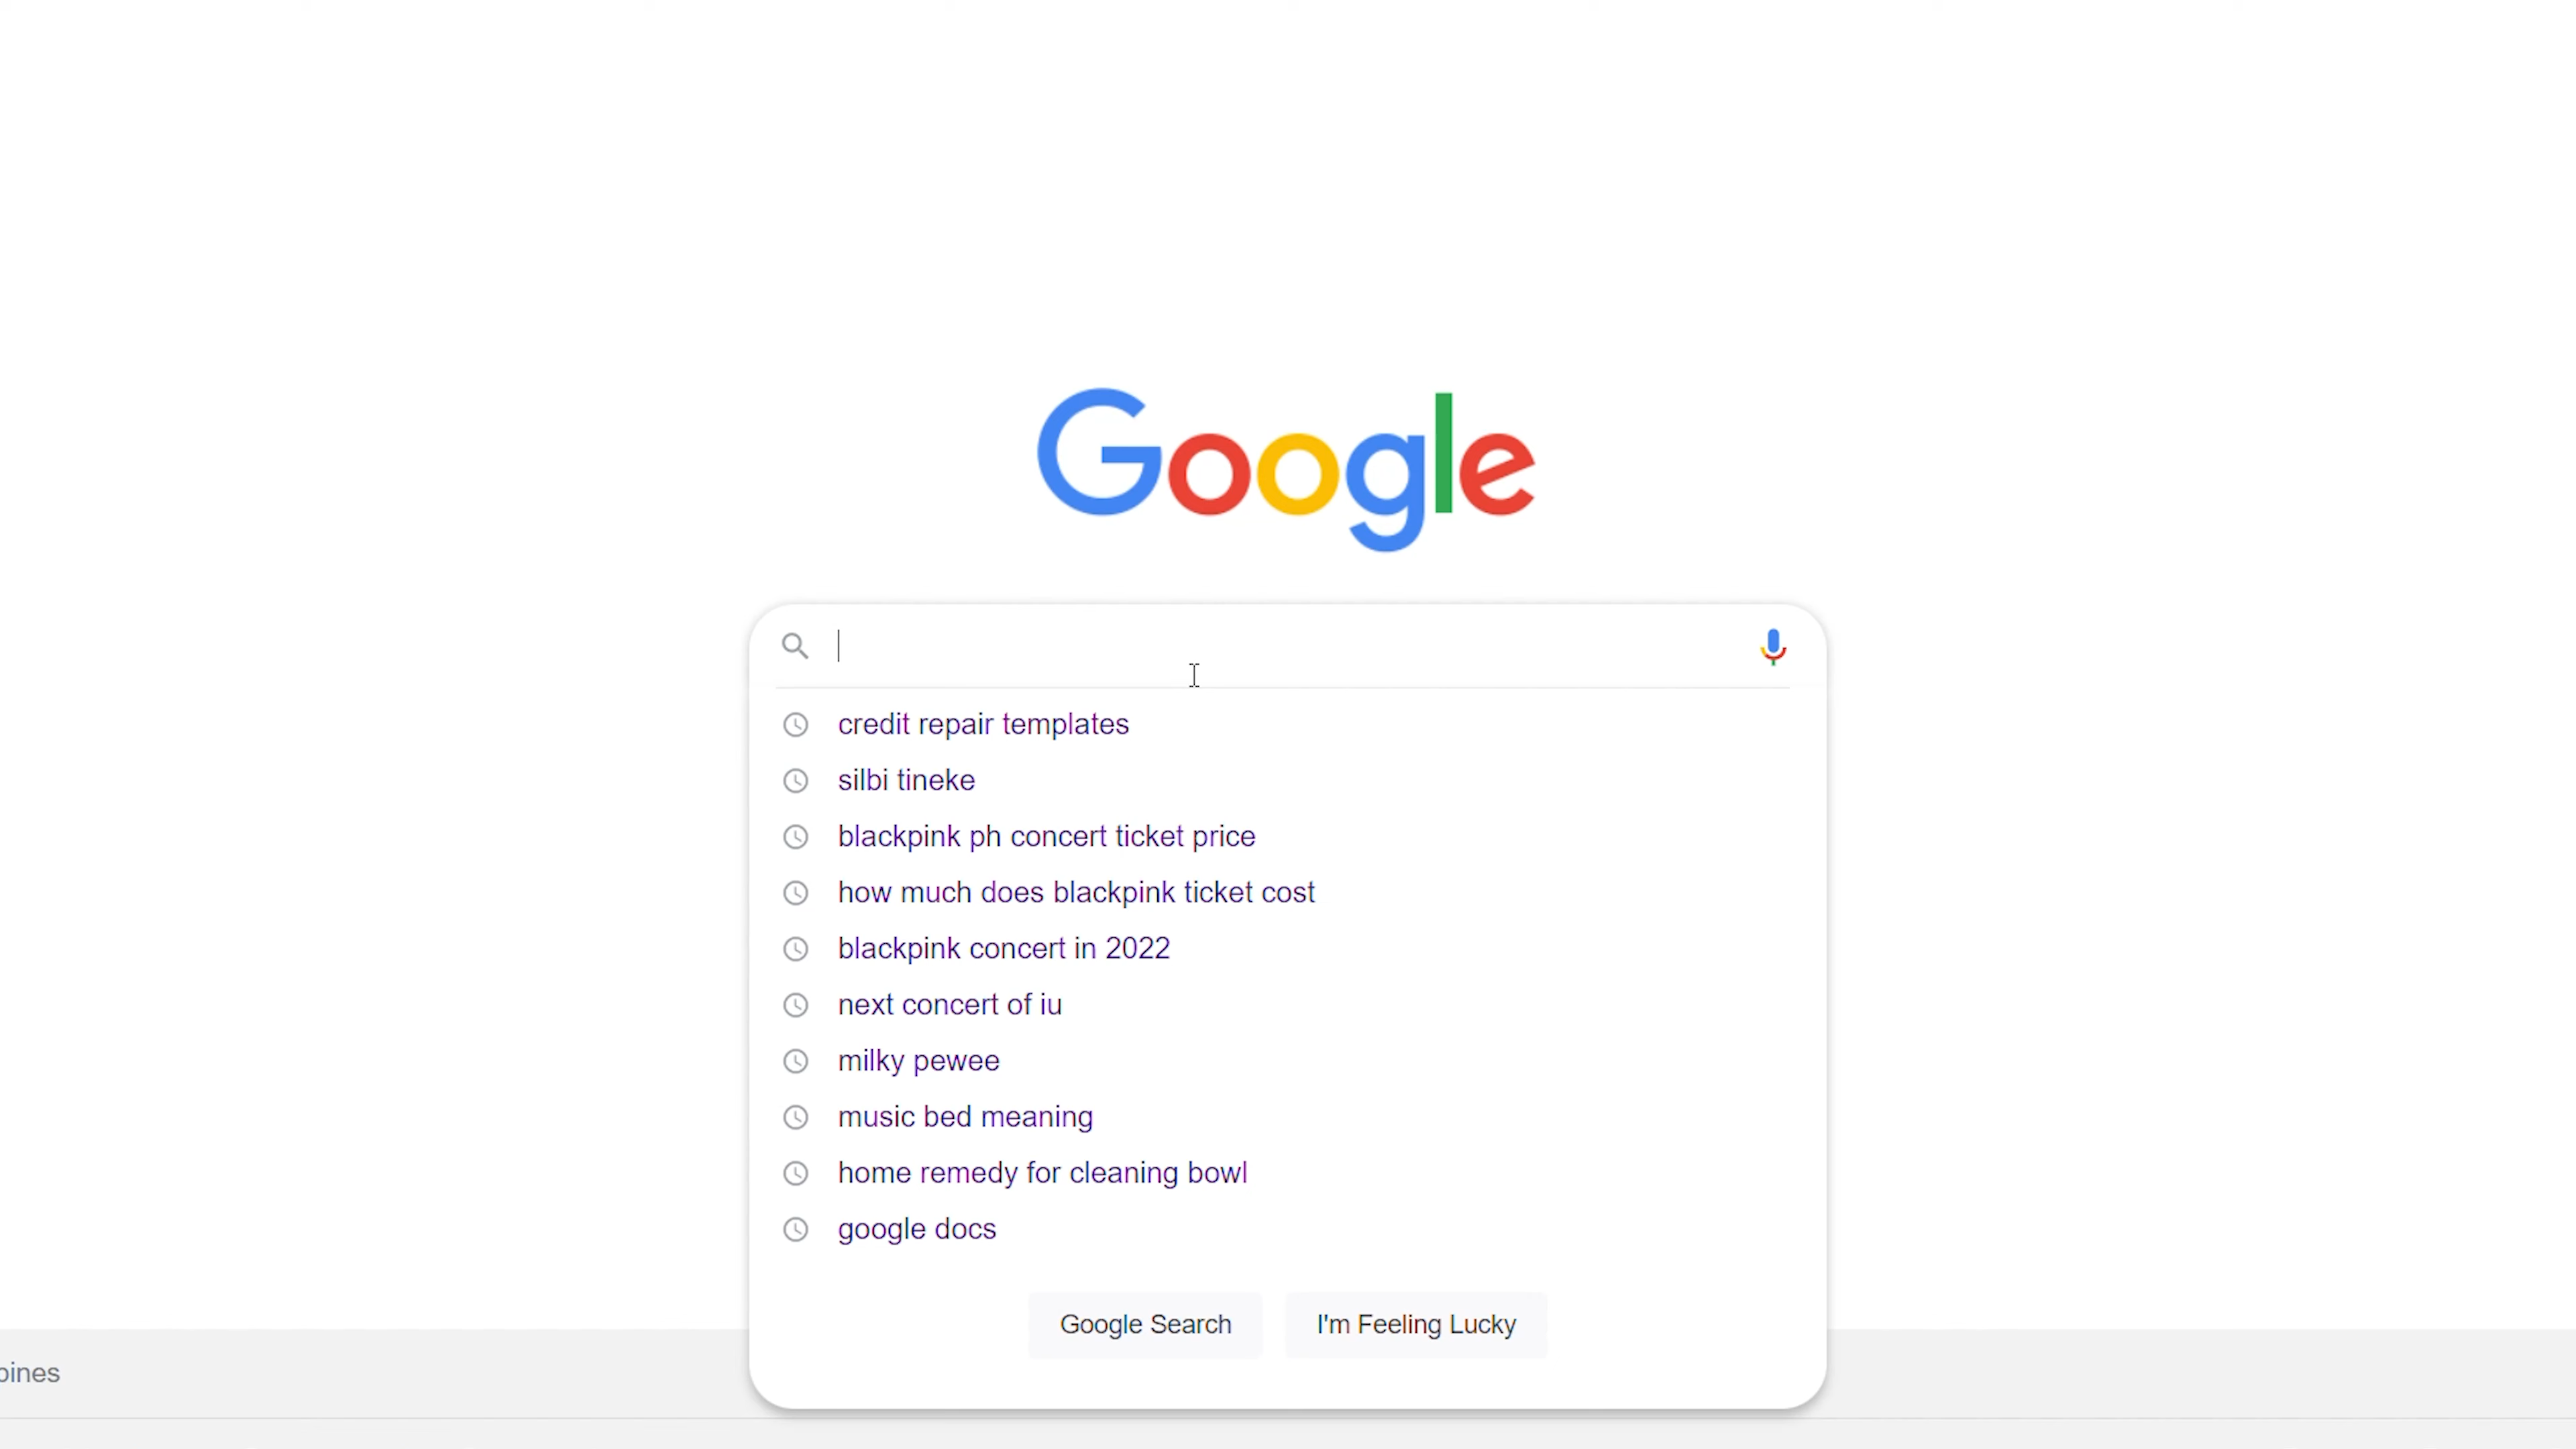 Google
credit repair templates
silbi tineke
blackpink ph concert ticket price
how much does blackpink ticket cost
blackpink concert in 2022
next concert of iu
milky pewee
music bed meaning
home remedy for cleaning bowl
google docs
Google Search
I'm Feeling Lucky
pines